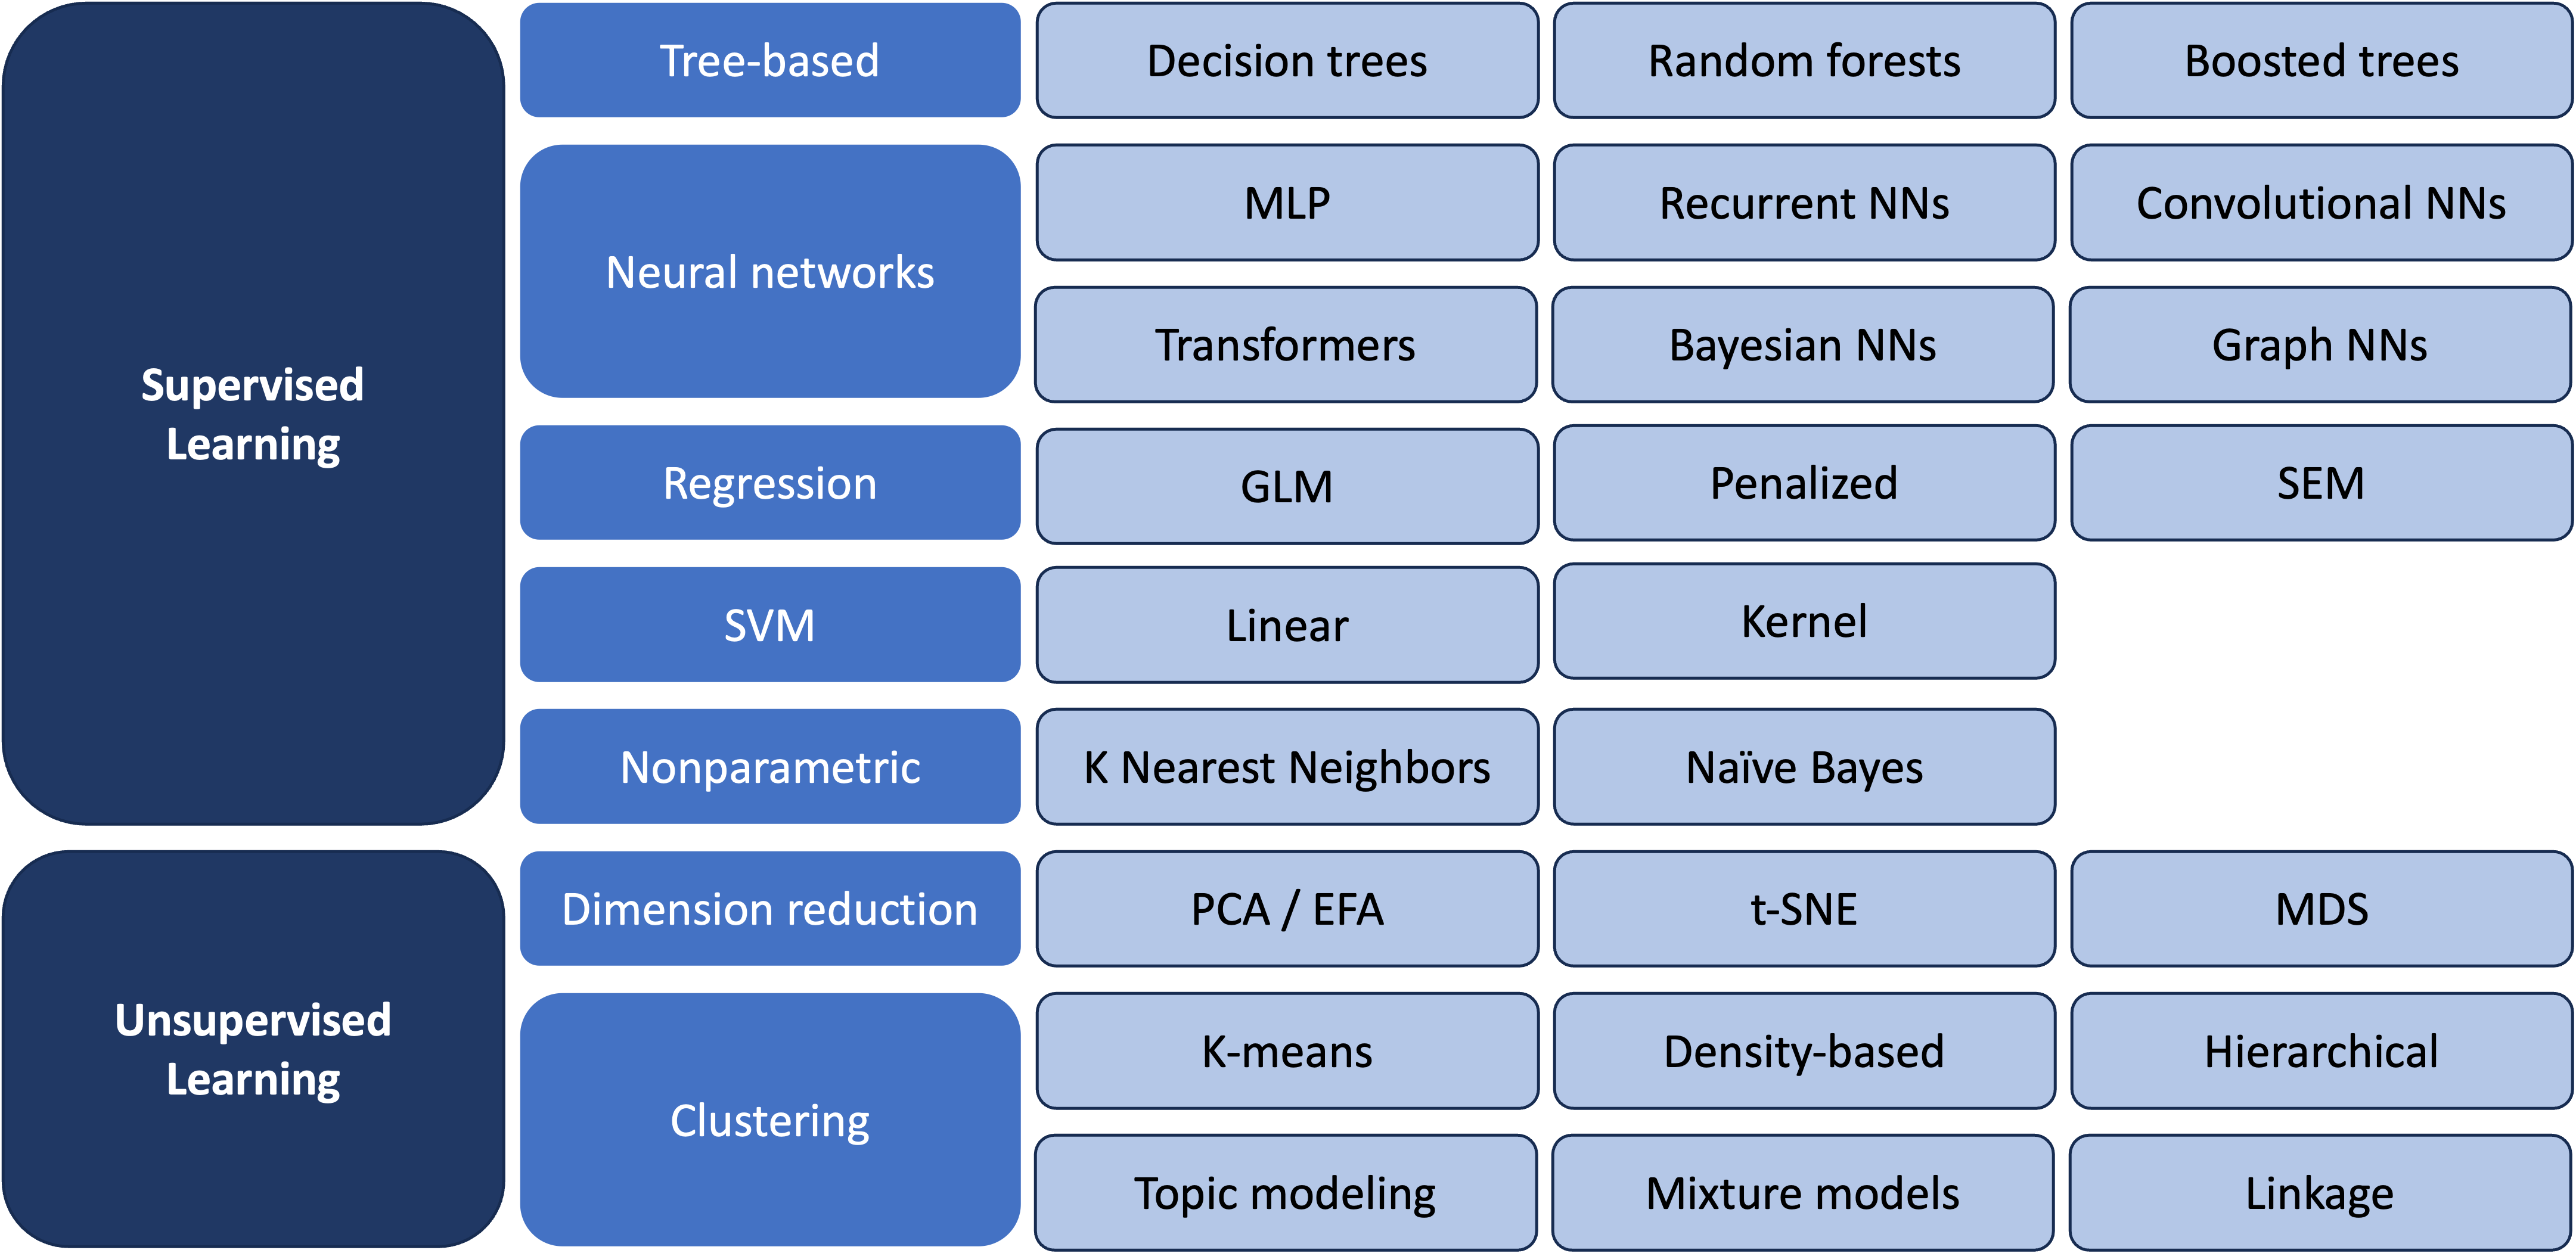 Supervised
Learning
Tree-based
Decision trees
Random forests
Boosted trees
Neural networks
MLP
Recurrent NNs
Convolutional NNs
Transformers
Bayesian NNs
Graph NNs
Regression
GLM
Penalized
SEM
SVM
Linear
Kernel
Nonparametric
K Nearest Neighbors
Naïve Bayes
Unsupervised
Learning
Dimension reduction
PCA / EFA
t-SNE
MDS
Clustering
K-means
Density-based
Hierarchical
Topic modeling
Mixture models
Linkage